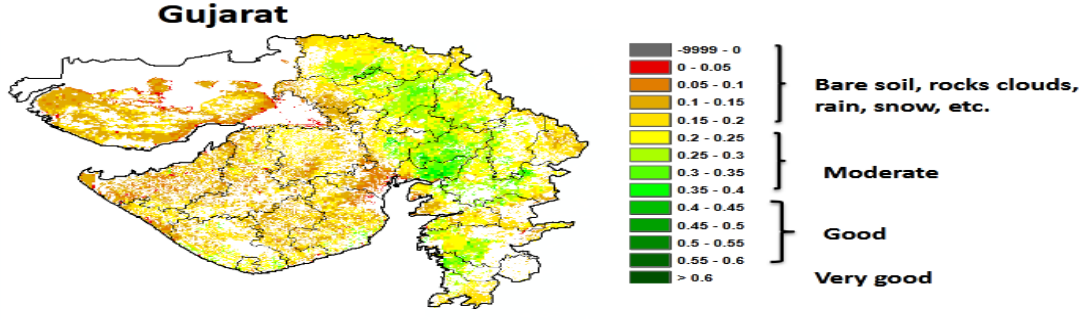 Gujarat
-9999 - 0
0 - 0.05
0.05 - 0.1
0.1 - 0.15
0.15 - 0.2
0.2 - 0.25
0.25 - 0.3
0.3 - 0.35
0.35 - 0.4
0.4 - 0.45
0.45 - 0.5
0.5 - 0.55
0.55 - 0.6
> 0.6
Bare soil, rocks clouds,
rain, snow, etc.
Moderate
Good
Very good